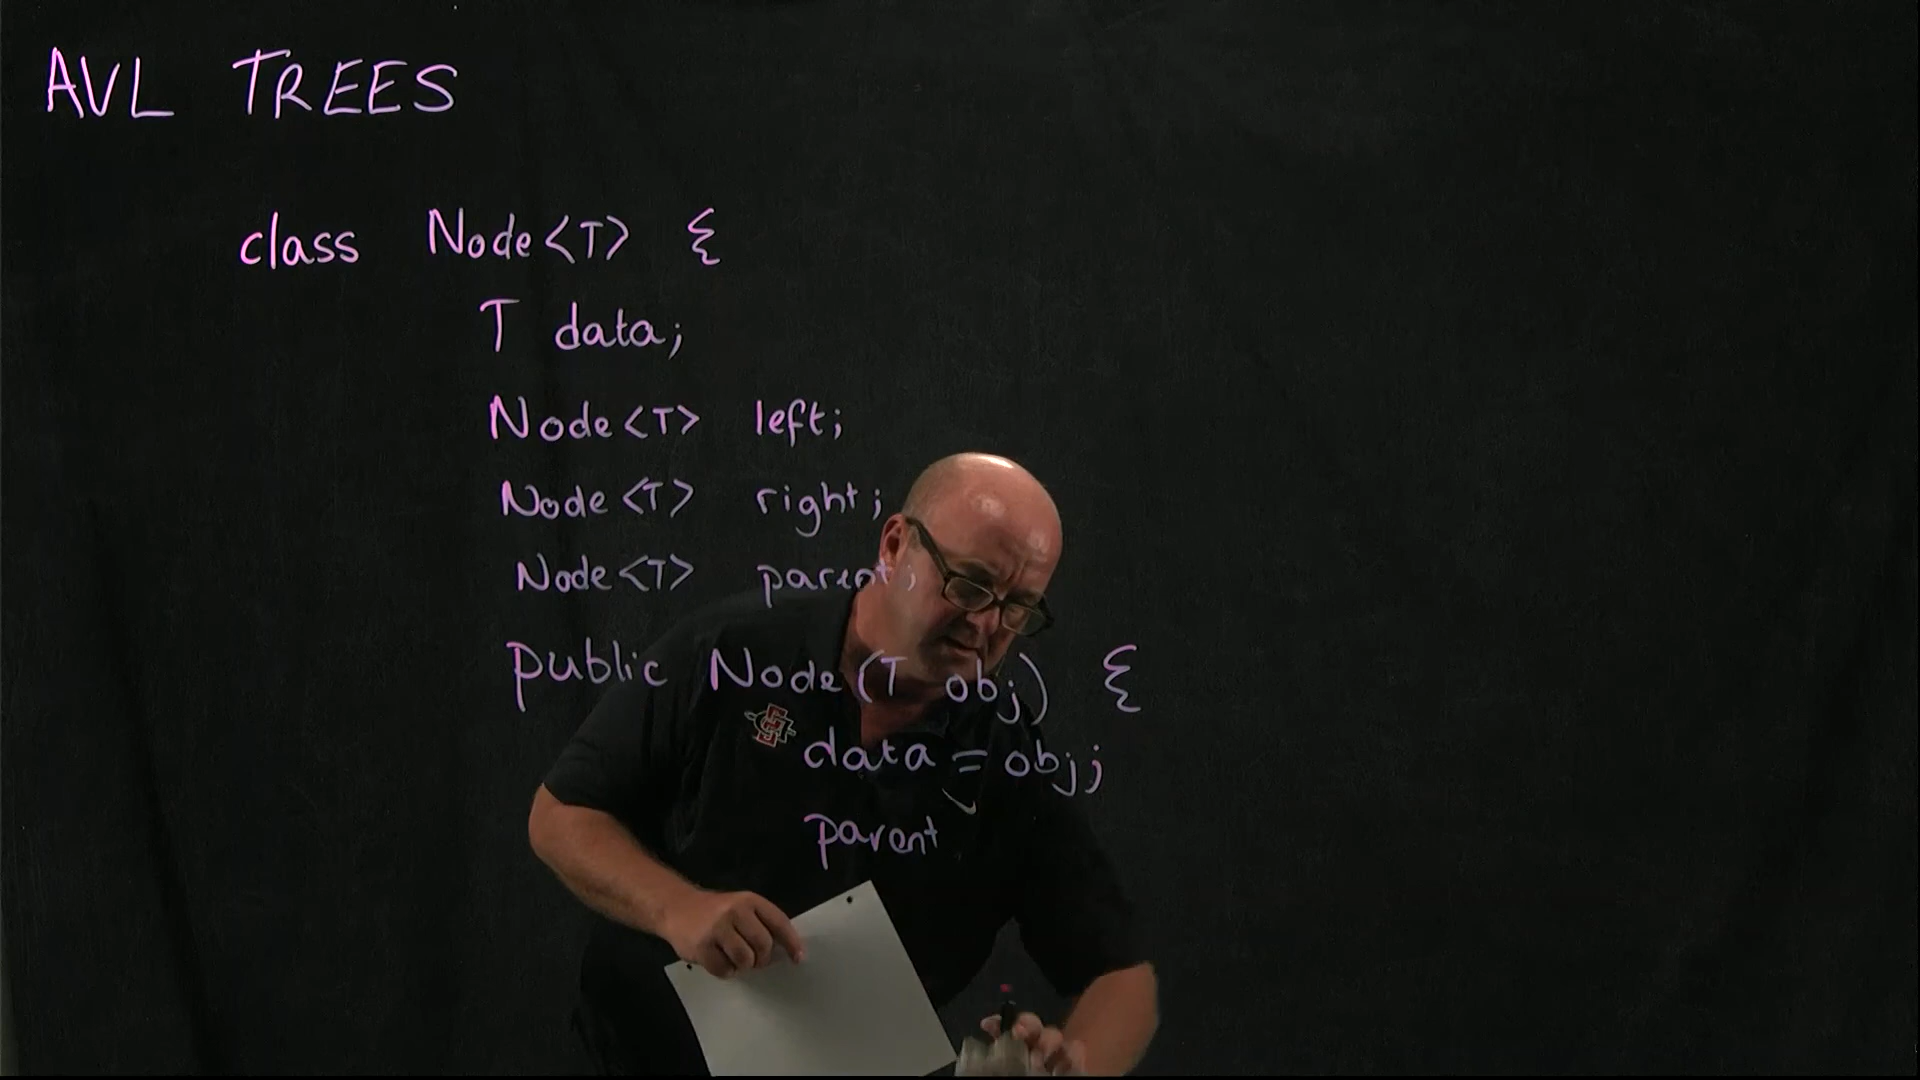 AVL TREES
class Node<T> {
T data;
Node<T> left;
Node<T> right;
Node<T> parent;
public Node(T obj) {
data = obj;
parent